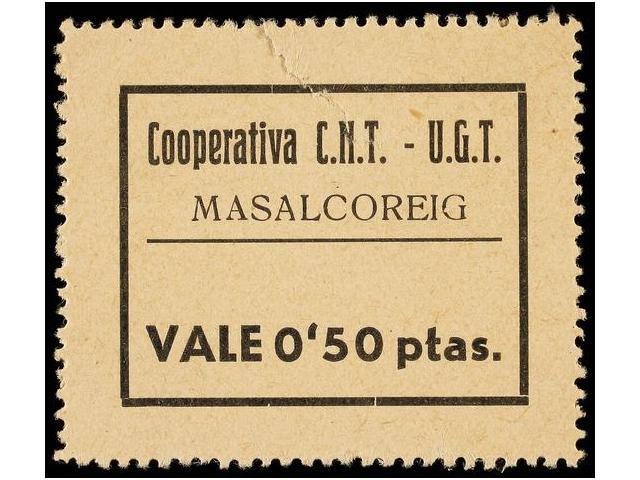 Cooperativa C.N.T. - U.G.T.
MASALCOREIG
VALE 0'50 ptas.